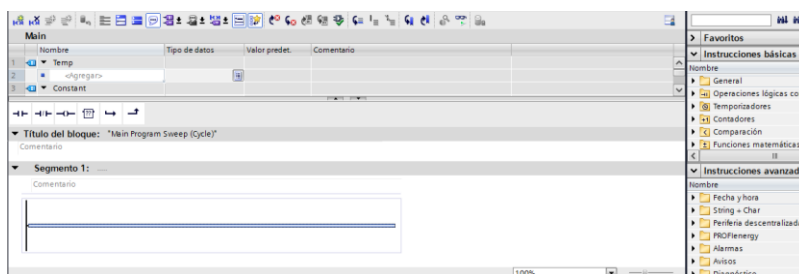 Main
Nombre Tipo de datos Valor predet. Comentario
1 Temp
2 <Agregar>
3 Constant
Título del bloque: "Main Program Sweep (Cycle)"
Comentario
Segmento 1: ....
Comentario
100%
Favoritos
Instrucciones básicas
Nombre
General
Operaciones lógicas co
Temporizadores
Contadores
Comparación
Funciones matemáticas
Instrucciones avanzad
Nombre
Fecha y hora
String + Char
Periferia descentralizada
PROFIenergy
Alarmas
Avisos
Diagnóstico